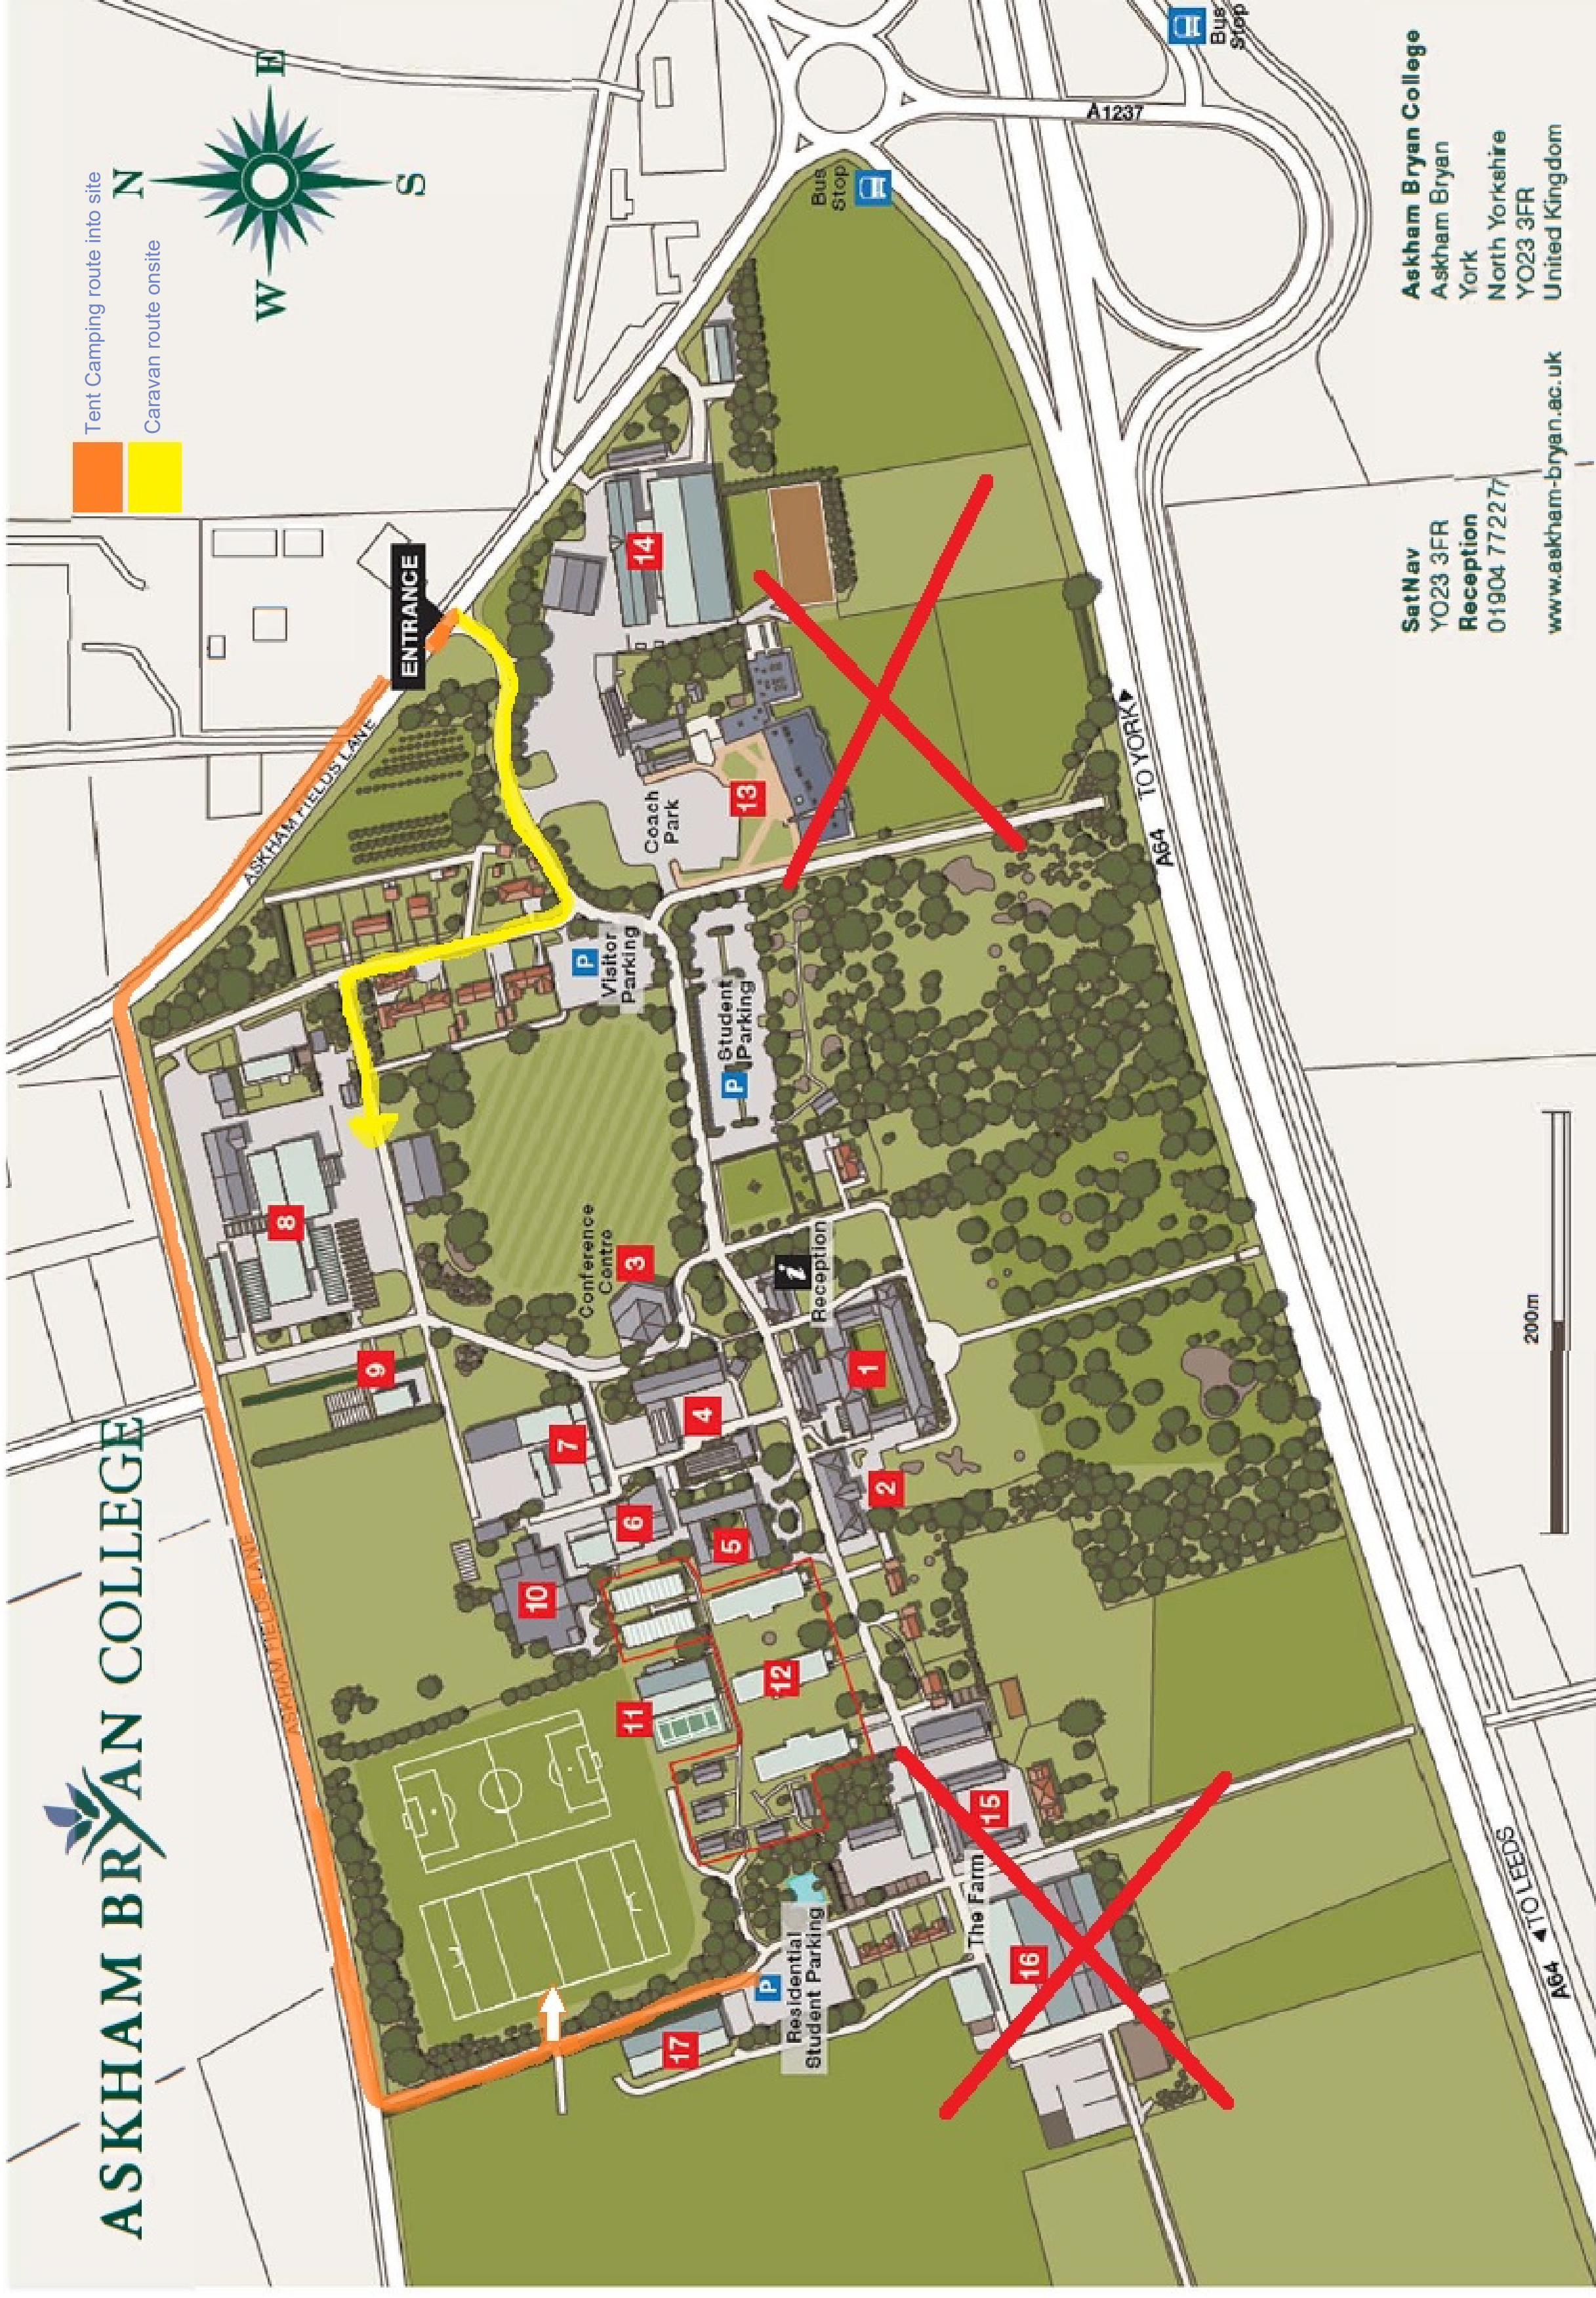 ASKHAM BRYAN COLLEGE
Tent Camping route into site
Caravan route onsite
N
E
S
W
ENTRANCE
ASKHAM FIELDS LANE
ASKHAM FIELDS LANE
8
9
7
10
6
5
4
3
Conference
Centre
11
12
1
2
i
Reception
P
Visitor
Parking
P
Student
Parking
Coach
Park
13
14
15
16
The Farm
17
P
Residential
Student Parking
Bus
Stop
Bus
Stop
A1237
A64 TO YORK
A64 TO LEEDS
200m
SatNav
YO23 3FR
Reception
01904 772277
www.askham-bryan.ac.uk
Askham Bryan College
Askham Bryan
York
North Yorkshire
YO23 3FR
United Kingdom